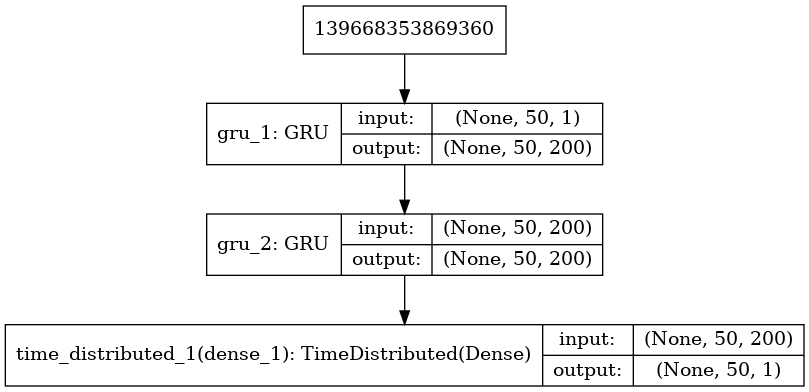 139668353869360
gru_1: GRU
input:
(None, 50, 1)
output:
(None, 50, 200)
gru_2: GRU
input:
(None, 50, 200)
output:
(None, 50, 200)
time_distributed_1(dense_1): TimeDistributed(Dense)
input:
(None, 50, 200)
output:
(None, 50, 1)